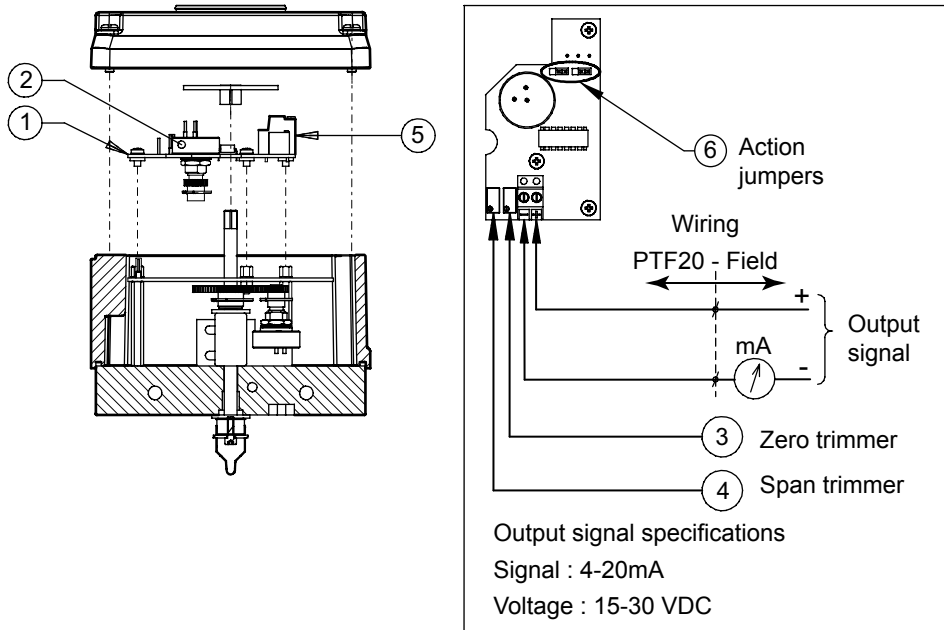 2
1
5
6 Action
jumpers
Wiring
PTF20 - Field
+
Output
signal
mA
-
3 Zero trimmer
4 Span trimmer
Output signal specifications
Signal : 4-20mA
Voltage : 15-30 VDC